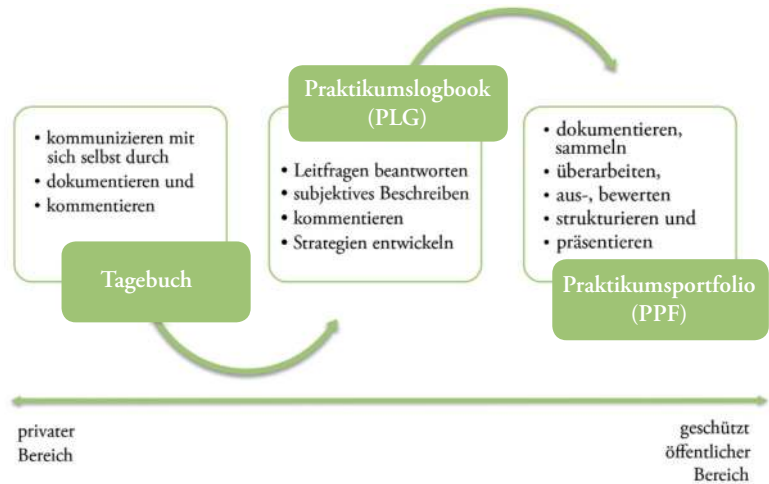 • kommunizieren mit
sich selbst durch
• dokumentieren und
• kommentieren
Tagebuch
Praktikumslogbook
(PLG)
• Leitfragen beantworten
• subjektives Beschreiben
• kommentieren
• Strategien entwickeln
• dokumentieren,
sammeln
• überarbeiten,
• aus-, bewerten
• strukturieren und
• präsentieren
Praktikumsportfolio
(PPF)
privater
Bereich
geschützt
öffentlicher
Bereich